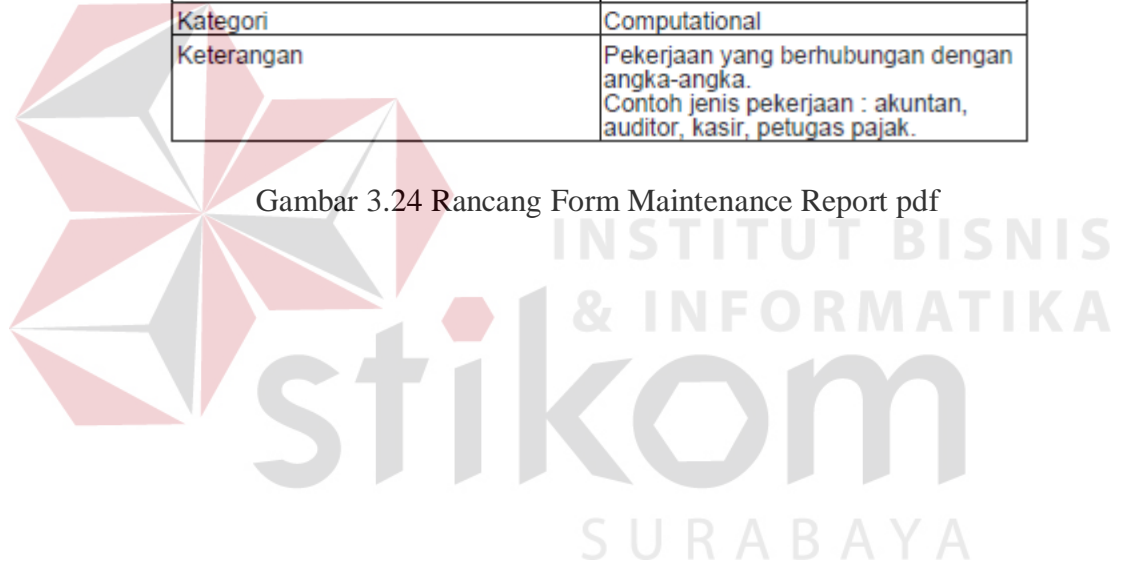 Kategori Computational
Keterangan Pekerjaan yang berhubungan dengan
angka-angka.
Contoh jenis pekerjaan : akuntan,
auditor, kasir, petugas pajak.
Gambar 3.24 Rancang Form Maintenance Report pdf
INSTITUT BISNIS
& INFORMATIKA
stikom
SURABAYA